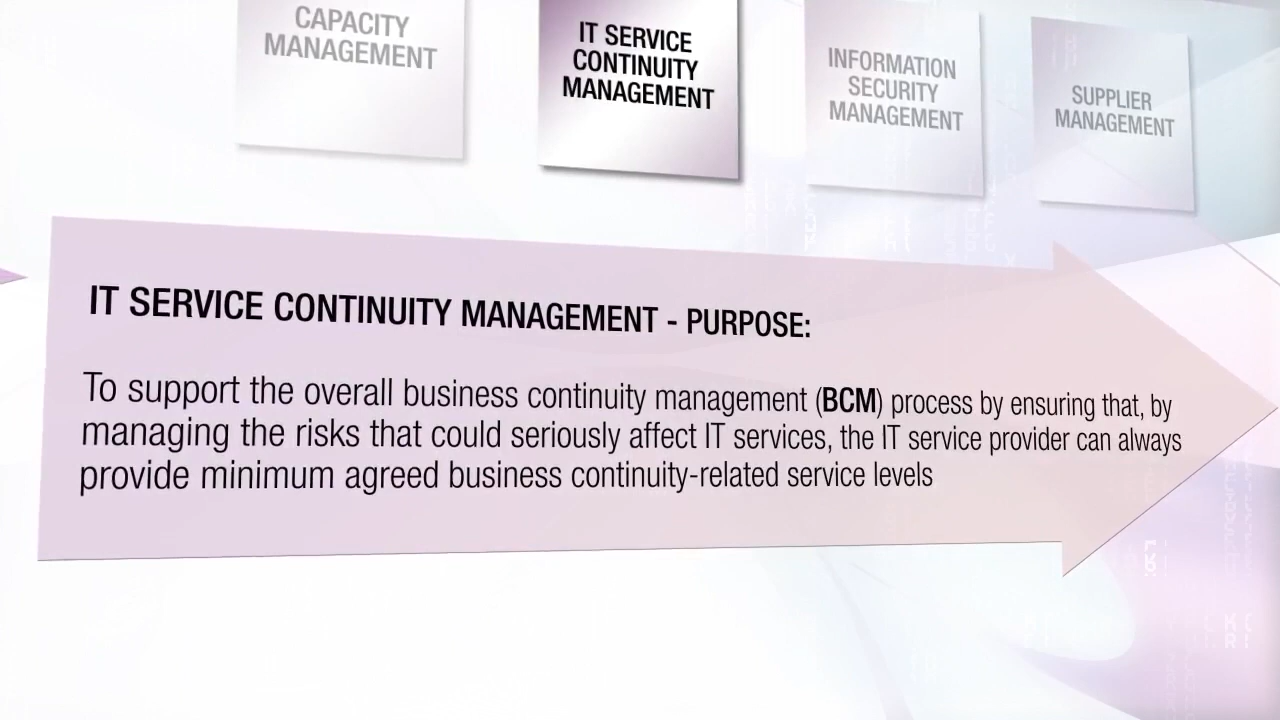 CAPACITY
MANAGEMENT
IT SERVICE
CONTINUITY
MANAGEMENT
INFORMATION
SECURITY
MANAGEMENT
SUPPLIER
MANAGEMENT
IT SERVICE CONTINUITY MANAGEMENT - PURPOSE:
To support the overall business continuity management (BCM) process by ensuring that, by
managing the risks that could seriously affect IT services, the IT service provider can always
provide minimum agreed business continuity-related service levels